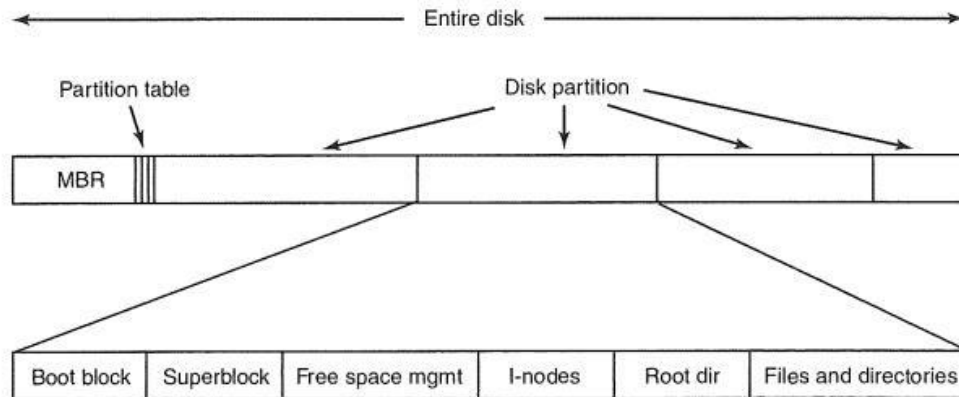 Entire disk
Partition table
Disk partition
MBR
Boot block
Superblock
Free space mgmt
I-nodes
Root dir
Files and directories